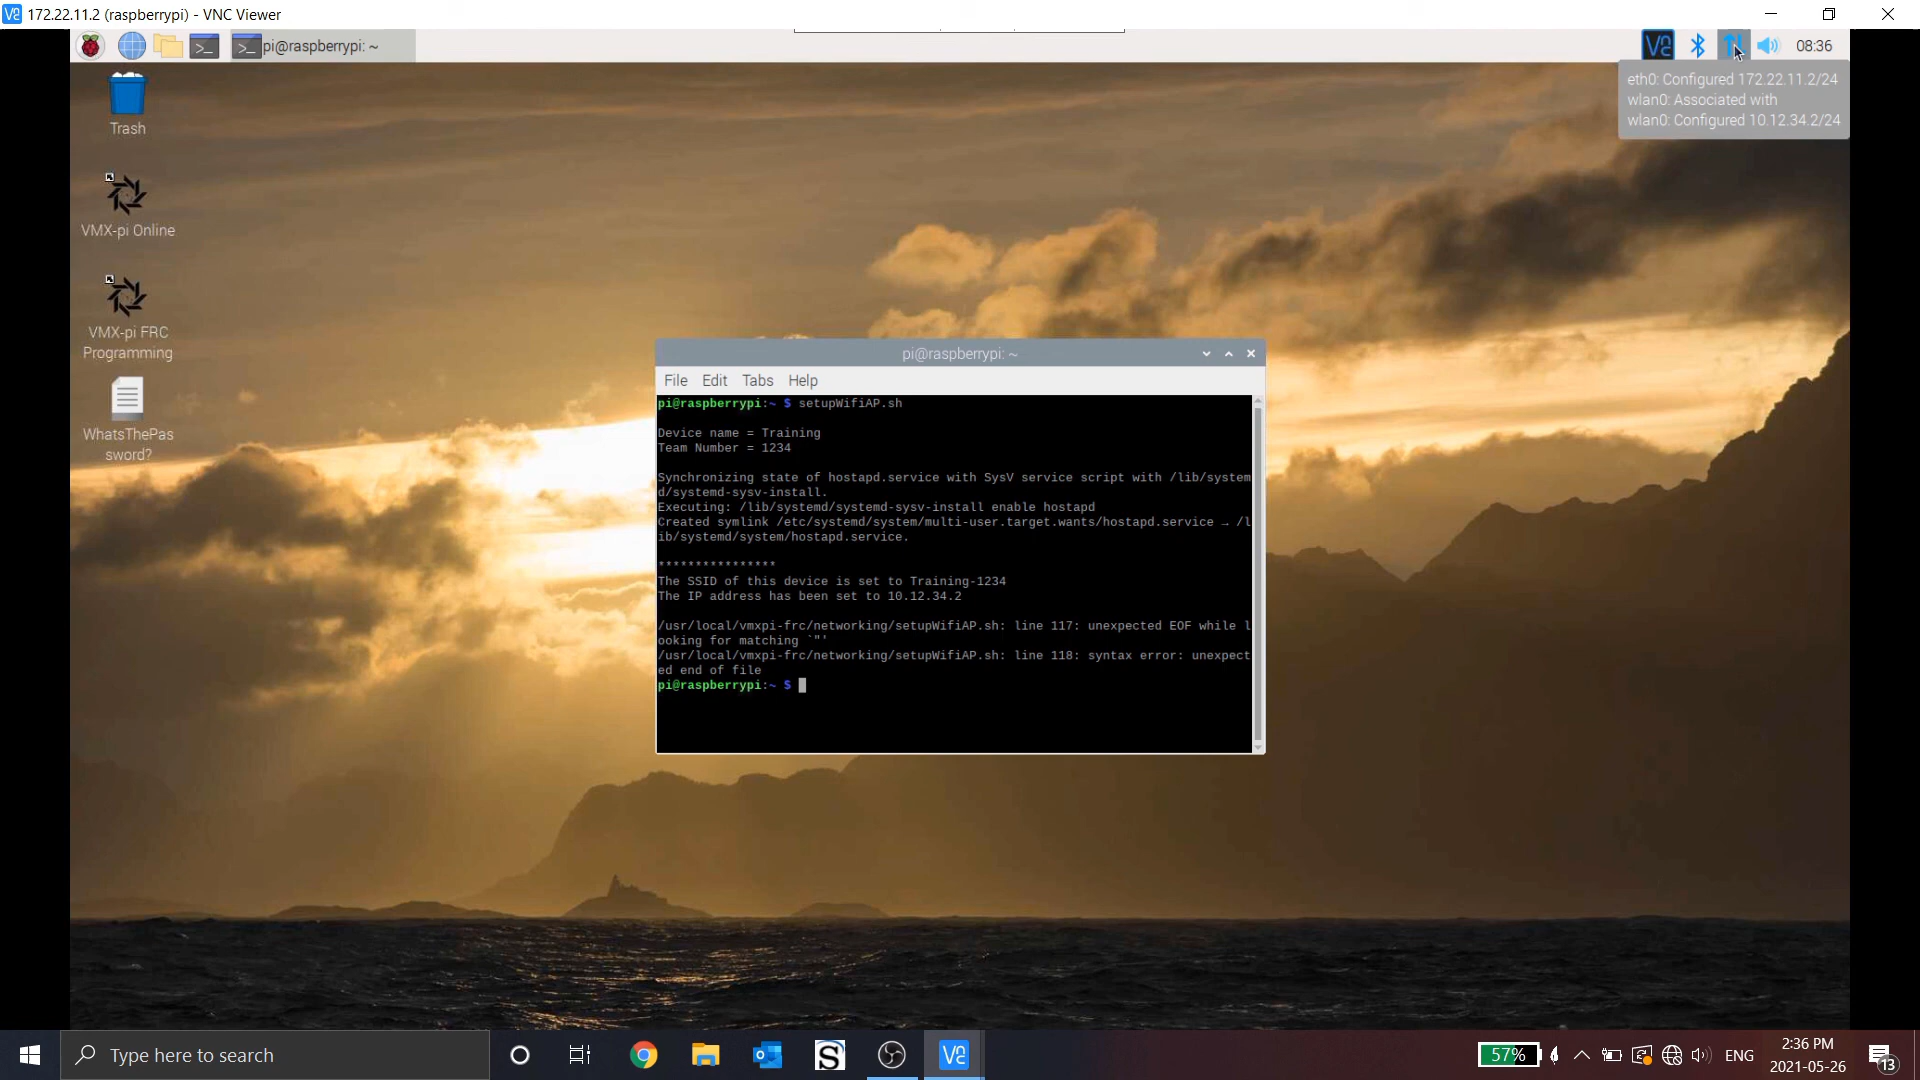 172.22.11.2 (raspberrypi) - VNC Viewer
pi@raspberrypi: ~
08:36
eth0: Configured 172.22.11.2/24
wlan0: Associated with
wlan0: Configured 10.12.34.2/24
Trash
VMX-pi Online
VMX-pi FRC
Programming
WhatsThePas
sword?
pi@raspberrypi: ~
File Edit Tabs Help
pi@raspberrypi:~ $ setupWifiAP.sh
Device name = Training
Team Number = 1234
Synchronizing state of hostapd.service with SysV service script with /lib/system
d/systemd-sysv-install.
Executing: /lib/systemd/systemd-sysv-install enable hostapd
Created symlink /etc/systemd/system/multi-user.target.wants/hostapd.service → /l
ib/systemd/system/hostapd.service.
****************
The SSID of this device is set to Training-1234
The IP address has been set to 10.12.34.2
/usr/local/vmxpi-frc/networking/setupWifiAP.sh: line 117: unexpected EOF while l
ooking for matching `"'
/usr/local/vmxpi-frc/networking/setupWifiAP.sh: line 118: syntax error: unexpect
ed end of file
pi@raspberrypi:~ $
Type here to search
57%
ENG
2:36 PM
2021-05-26
13